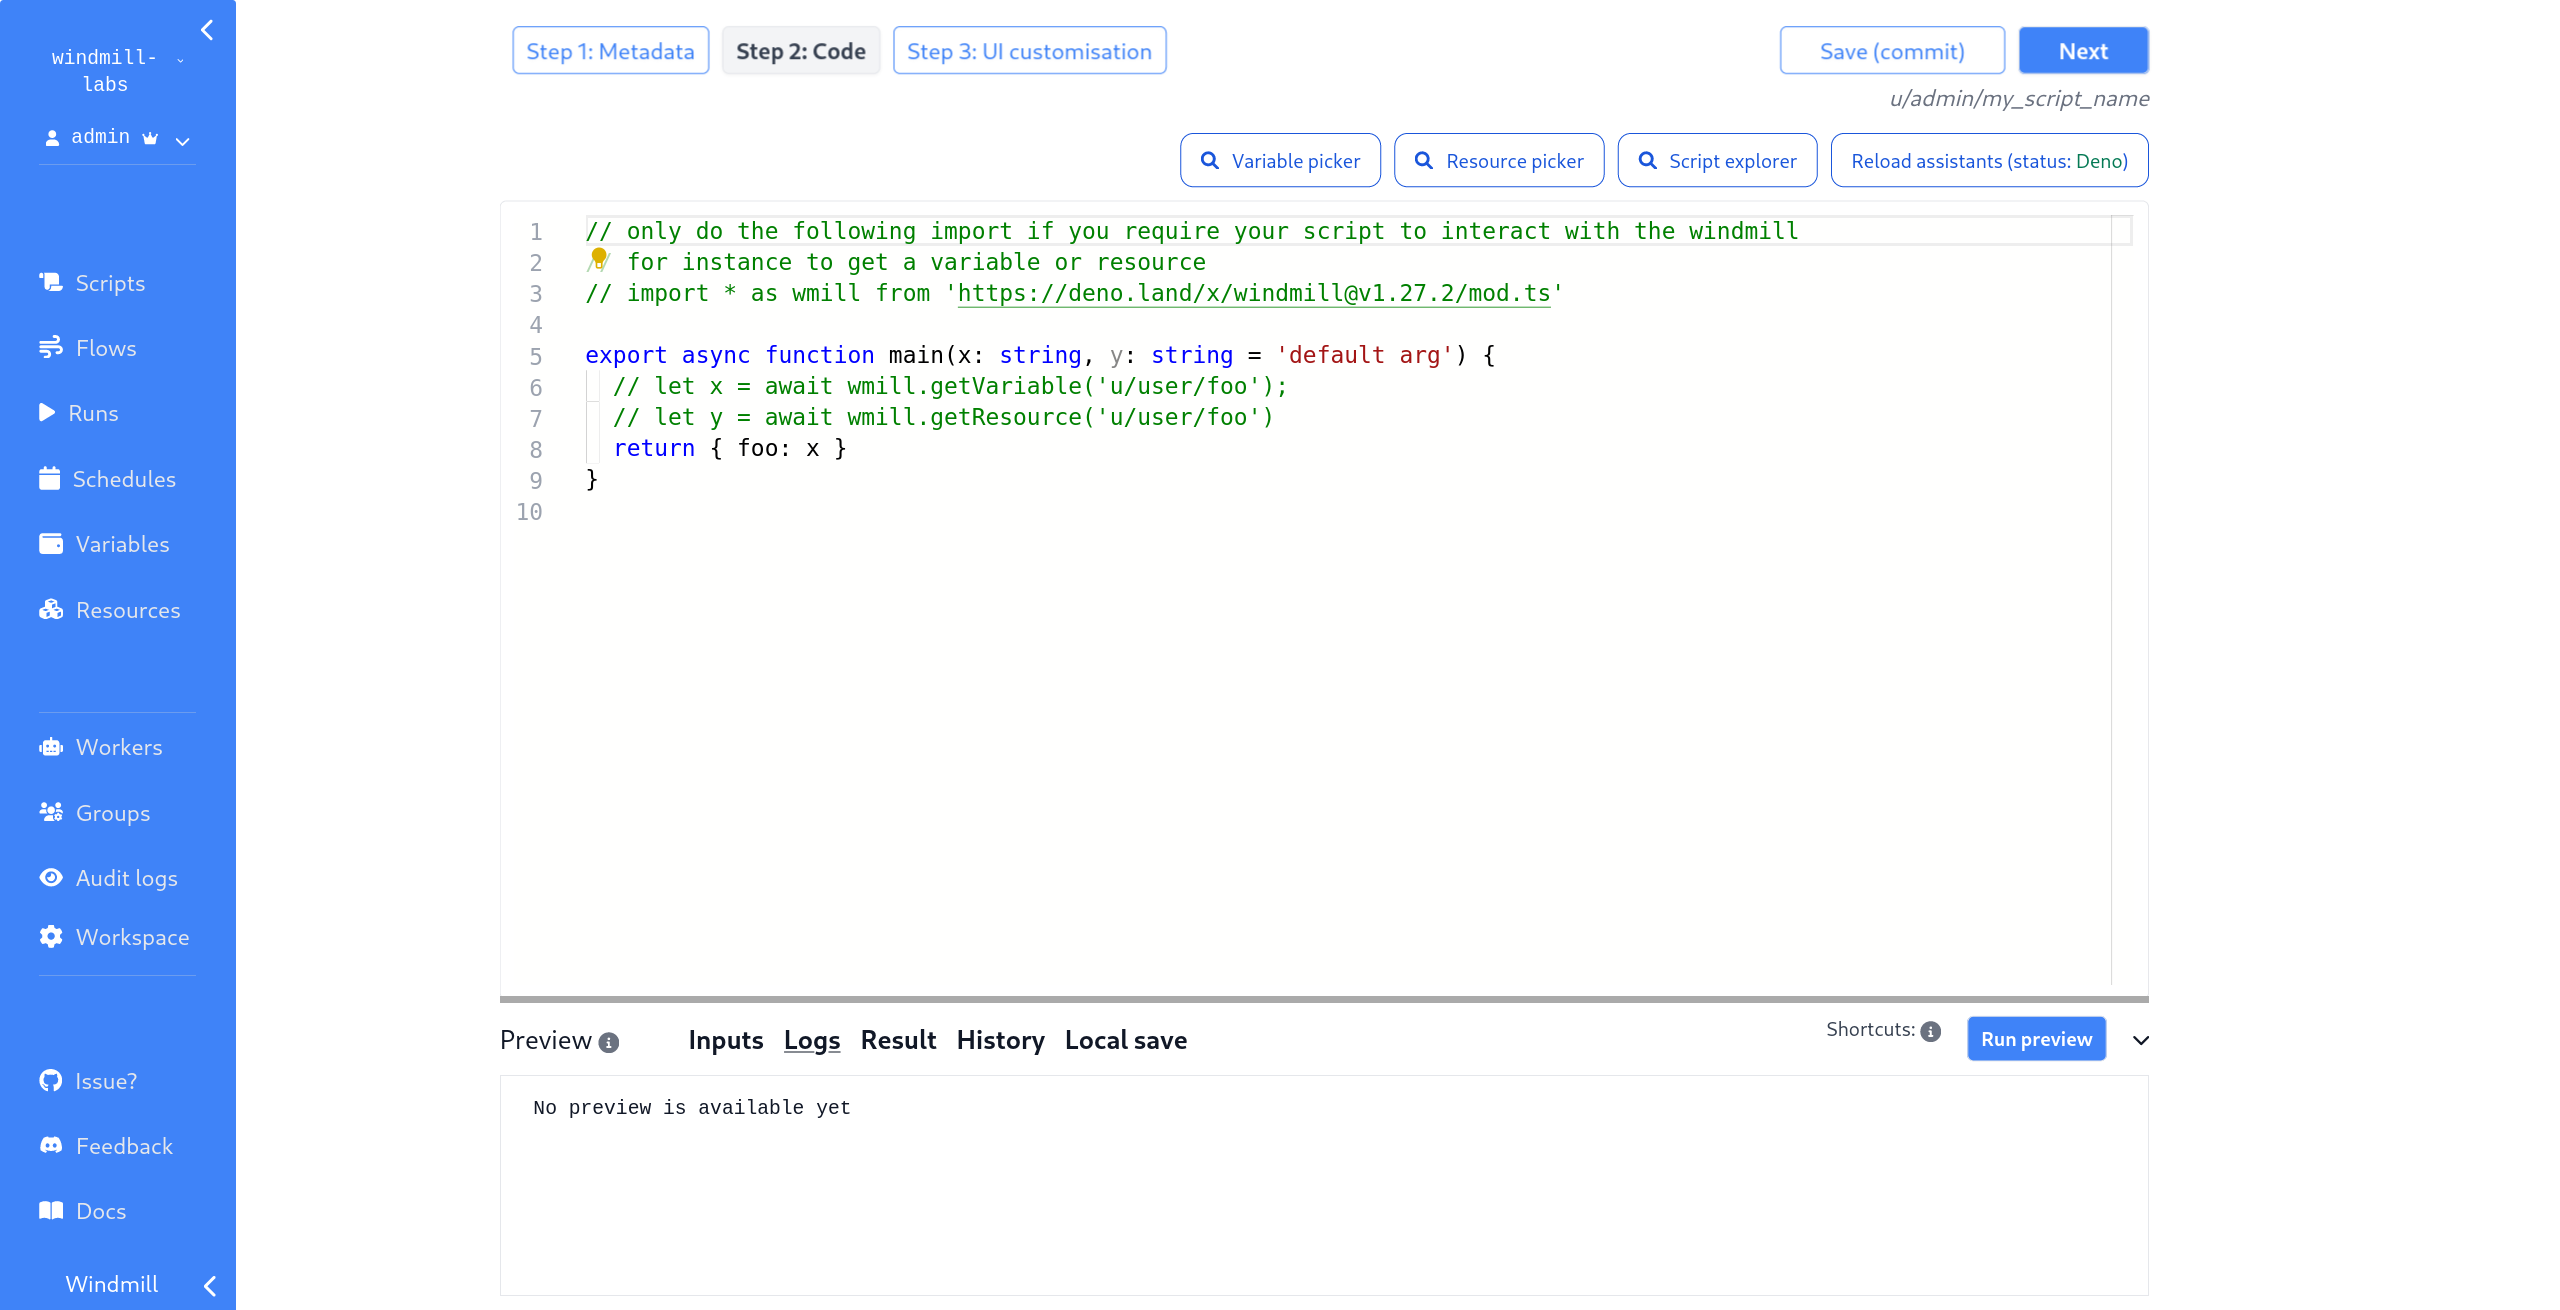 windmill-
labs
admin
Scripts
Flows
Runs
Schedules
Variables
Resources
Workers
Groups
Audit logs
Workspace
Issue?
Feedback
Docs
Windmill
Step 1: Metadata Step 2: Code Step 3: UI customisation Save (commit) Next
u/admin/my_script_name
Variable picker Resource picker Script explorer Reload assistants (status: Deno)
1 // only do the following import if you require your script to interact with the windmill
2 // for instance to get a variable or resource
3 // import * as wmill from 'https://deno.land/x/windmill@v1.27.2/mod.ts'
4
5 export async function main(x: string, y: string = 'default arg') {
6 // let x = await wmill.getVariable('u/user/foo');
7 // let y = await wmill.getResource('u/user/foo')
8 return { foo: x }
9 }
10
Preview Inputs Logs Result History Local save Shortcuts: Run preview
No preview is available yet